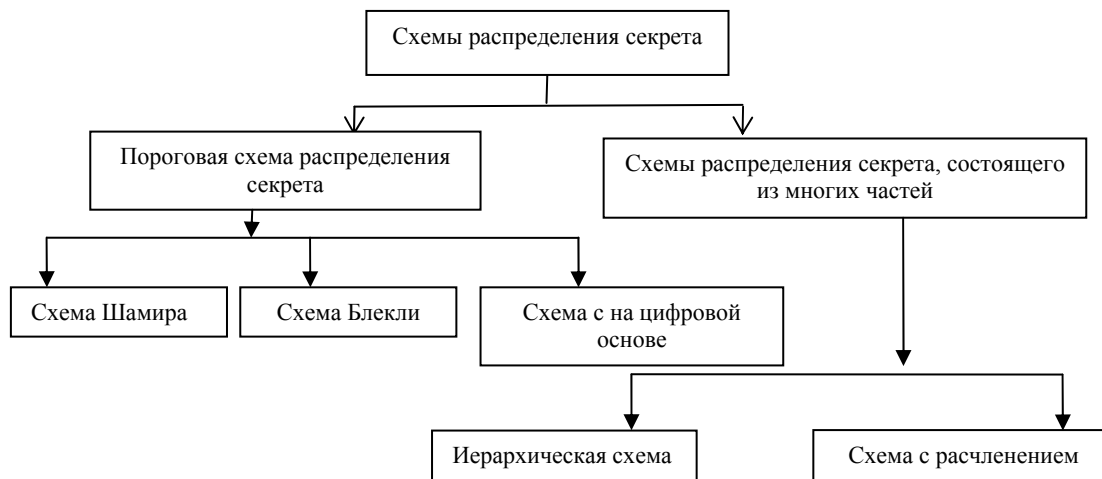 Схемы распределения секрета
Пороговая схема распределения
секрета
Схемы распределения секрета, состоящего
из многих частей
Схема Шамира
Схема Блекли
Схема с на цифровой
основе
Иерархическая схема
Схема с расчленением